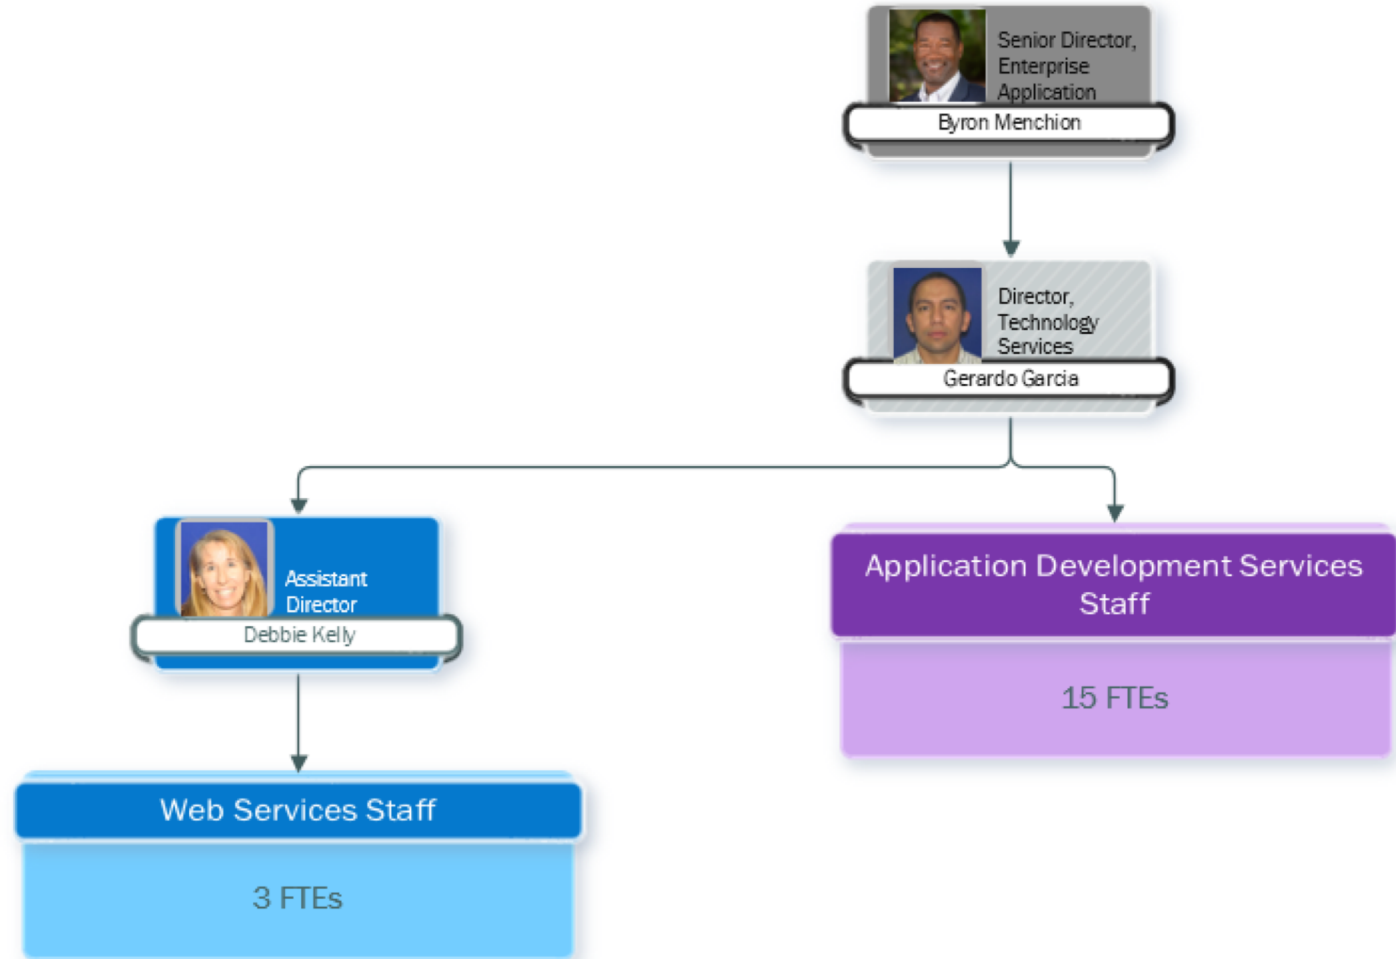 Senior Director,
Enterprise
Application
Byron Menchion
Director,
Technology
Services
Gerardo Garcia
Assistant
Director
Debbie Kelly
Application Development Services
Staff
15 FTEs
Web Services Staff
3 FTEs